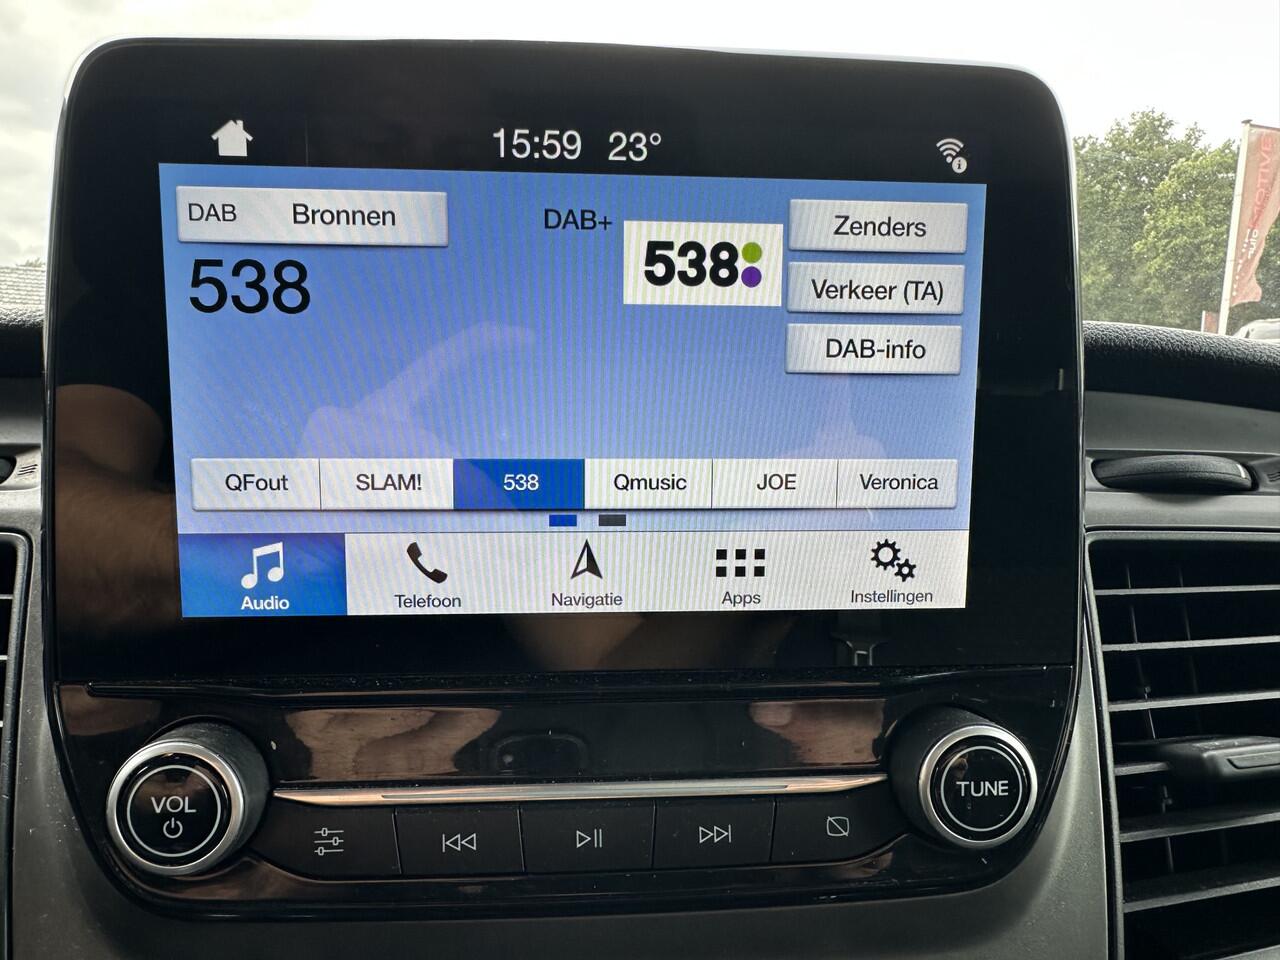 15:59 23°
DAB Bronnen
DAB+
538
538
Zenders
Verkeer (TA)
DAB-info
QFout SLAM! 538 Qmusic JOE Veronica
Audio Telefoon Navigatie Apps Instellingen
VOL
TUNE